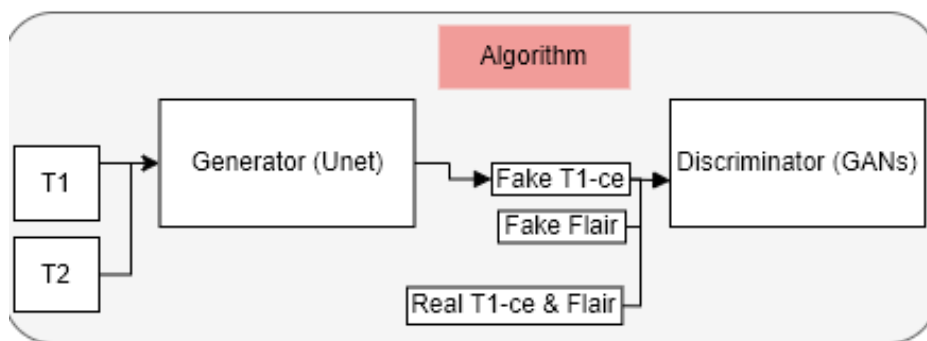 Algorithm
T1
T2
Generator (Unet)
Fake T1-ce
Fake Flair
Real T1-ce & Flair
Discriminator (GANs)